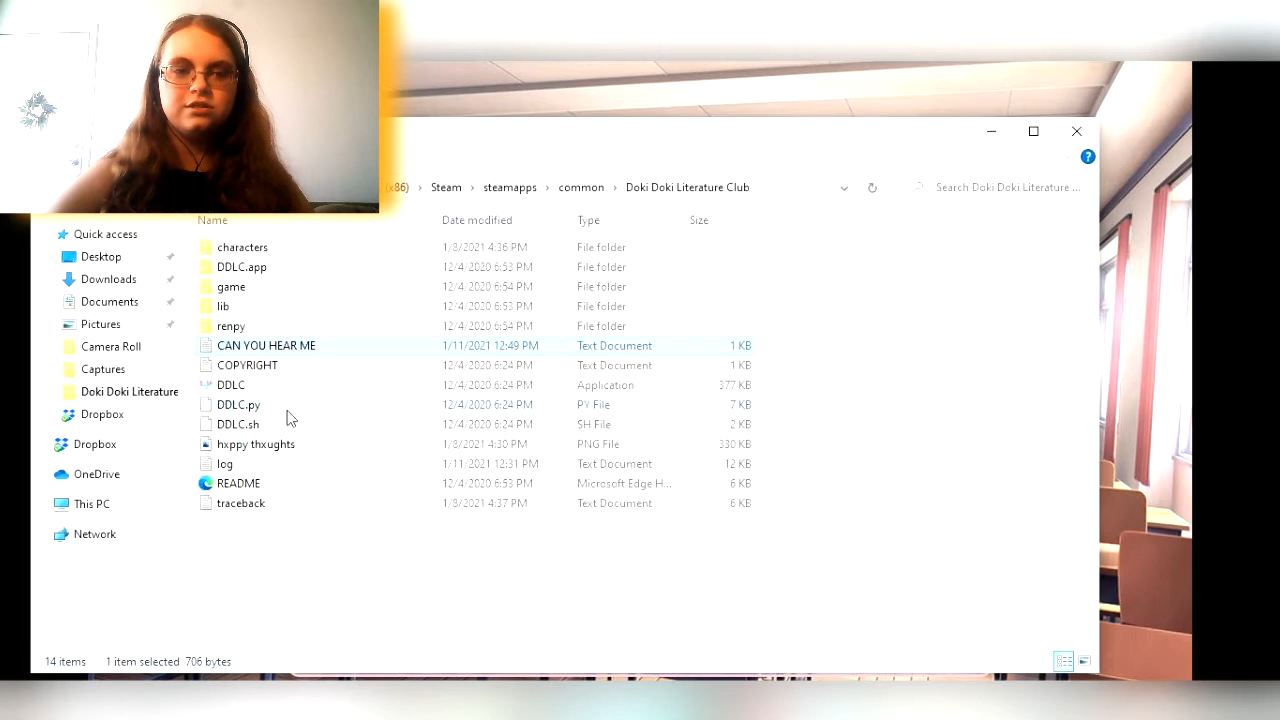 (x86) › Steam › steamapps › common › Doki Doki Literature Club
Search Doki Doki Literature ...
Name Date modified Type Size
Quick access
Desktop
Downloads
Documents
Pictures
Camera Roll
Captures
Doki Doki Literature
Dropbox
Dropbox
OneDrive
This PC
Network
characters 1/8/2021 4:36 PM File folder
DDLC.app 12/4/2020 6:53 PM File folder
game 12/4/2020 6:54 PM File folder
lib 12/4/2020 6:53 PM File folder
renpy 12/4/2020 6:54 PM File folder
CAN YOU HEAR ME 1/11/2021 12:49 PM Text Document 1 KB
COPYRIGHT 12/4/2020 6:24 PM Text Document 1 KB
DDLC 12/4/2020 6:24 PM Application 377 KB
DDLC.py 12/4/2020 6:24 PM PY File 7 KB
DDLC.sh 12/4/2020 6:24 PM SH File 2 KB
hxppy thxughts 1/8/2021 4:30 PM PNG File 330 KB
log 1/11/2021 12:31 PM Text Document 12 KB
README 12/4/2020 6:53 PM Microsoft Edge H... 6 KB
traceback 1/8/2021 4:37 PM Text Document 6 KB
14 items 1 item selected 706 bytes